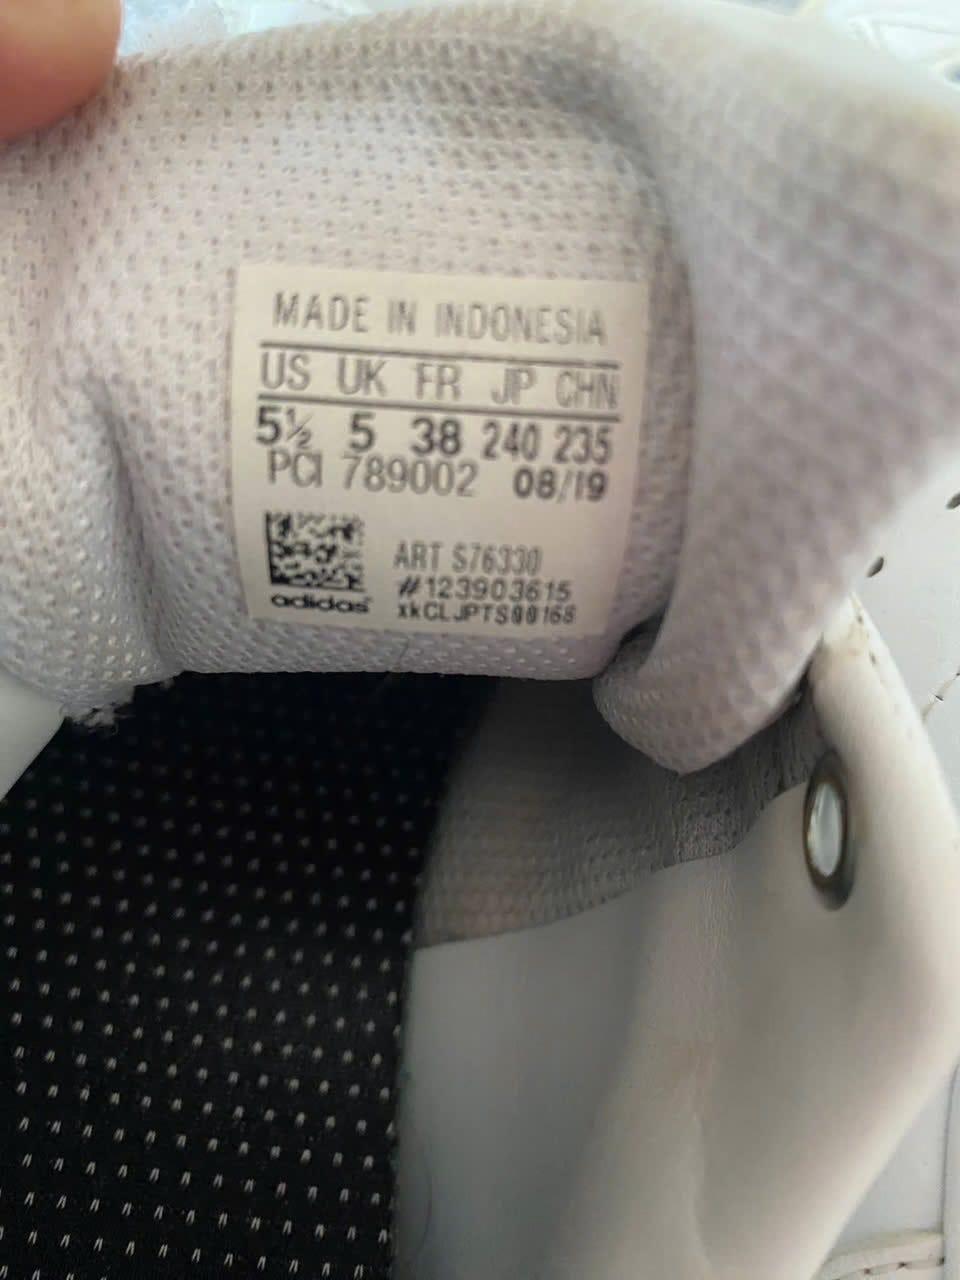 MADE IN INDONESIA
US UK FR JP CHN
5½ 5 38 240 235
PCI 789002 08/19
ART S76330
#123903615
adidas xkCLJPTS00168